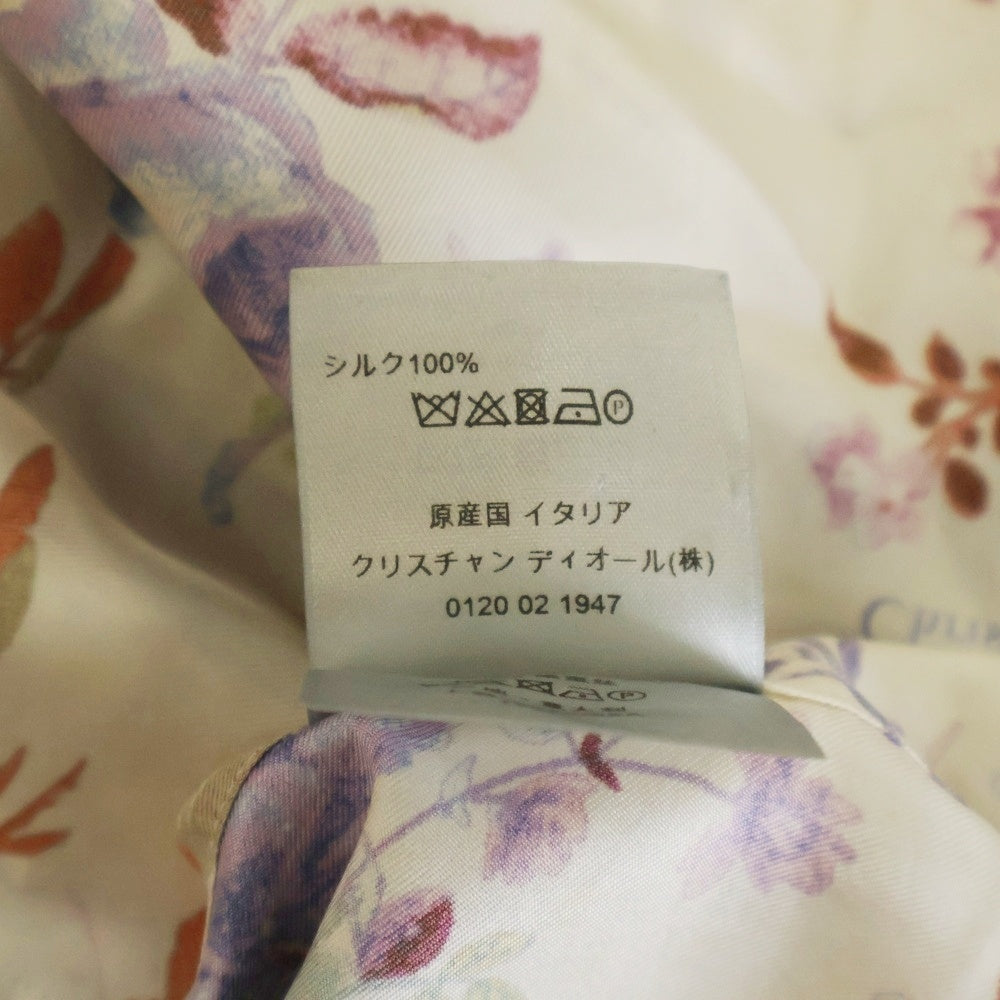 シルク100%
P
原産国 イタリア
クリスチャン ディオール(株)
0120 02 1947
P